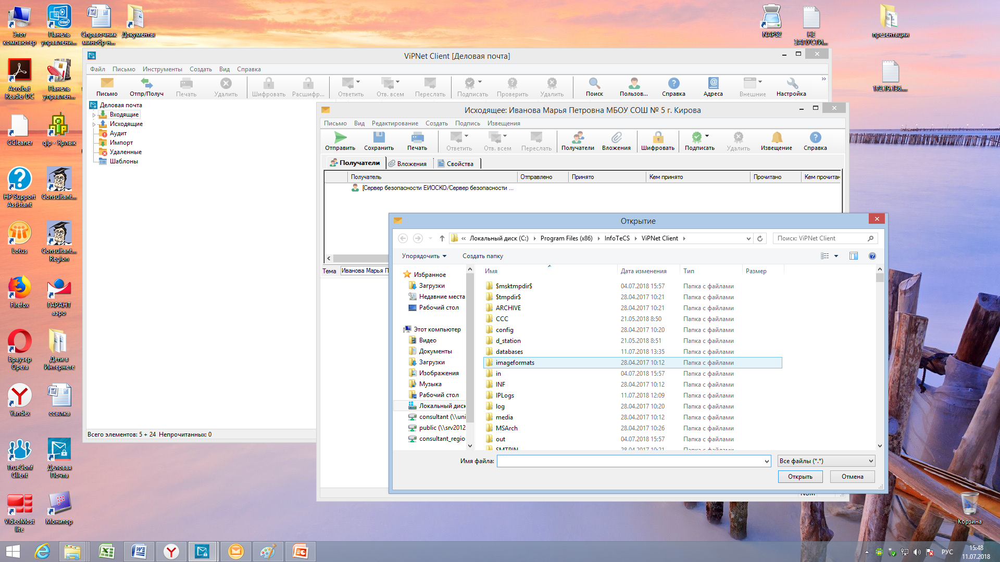 Этот
компьютер
Панель
управлени...
Справочник
минобр н...
Документы
NAPS2
НЕ
ЗАПУСТИ...
презентации
Acrobat
Reader DC
Панель
управлен...
172.19.136....
CCleaner
qip - Ярлык
HP Support
Assistant
Consultant...
Lotus
Consultant...
Region
Firefox
ГАРАНТ
аэро
Браузер
Opera
Дети в
Интернете
Yandex
ссылка
TrueConf
Client
Деловая
Почта
VideoMost
lite
Монитор
Корзина
ViPNet Client [Деловая почта]
Файл Письмо Инструменты Создать Вид Справка
Письмо Отпр/Получ Печать Удалить Шифровать Расшифр... Ответить Отв. всем Переслать Подписать Проверить Удалить Поиск Пользов... Справка Адреса Внешние Настройка »
Деловая почта
Входящие
Исходящие
Аудит
Импорт
Удаленные
Шаблоны
Всего элементов: 5 + 24 Непрочитанных: 0
Исходящее: Иванова Марья Петровна МБОУ СОШ № 5 г. Кирова
Письмо Вид Редактирование Создать Подпись Извещения
Отправить Сохранить Печать Ответить Отв. всем Переслать Получатели Вложения Шифровать Подписать Удалить Извещение Справка
Получатели Вложения Свойства
Получатель Отправлено Принято Кем принято Прочитано Кем прочитан
[Сервер безопасности ЕИОСКО/Сервер безопасности ...
Тема Иванова Марья П
NUM
Открытие
« Локальный диск (C:) Program Files (x86) InfoTeCS ViPNet Client
Поиск: ViPNet Client
Упорядочить Создать папку
Избранное
Загрузки
Недавние места
Рабочий стол
Этот компьютер
Видео
Документы
Загрузки
Изображения
Музыка
Рабочий стол
Локальный диск
consultant (\\uni
public (\\srv2012
consultant_regio
Имя Дата изменения Тип Размер
$msktmpdir$ 04.07.2018 15:57 Папка с файлами
$tmpdir$ 28.04.2017 10:21 Папка с файлами
ARCHIVE 28.04.2017 10:21 Папка с файлами
CCC 21.05.2018 8:50 Папка с файлами
config 28.04.2017 10:20 Папка с файлами
d_station 21.05.2018 8:51 Папка с файлами
databases 11.07.2018 13:35 Папка с файлами
imageformats 28.04.2017 10:12 Папка с файлами
in 04.07.2018 15:57 Папка с файлами
INF 28.04.2017 10:12 Папка с файлами
IPLogs 11.07.2018 12:09 Папка с файлами
log 28.04.2017 10:20 Папка с файлами
media 28.04.2017 10:12 Папка с файлами
MSArch 28.04.2017 10:26 Папка с файлами
out 04.07.2018 15:57 Папка с файлами
SMTPIN 28.04.2017 10:21 Папка с файлами
Имя файла: Все файлы (*.*)
Открыть Отмена
РУС
15:48
11.07.2018